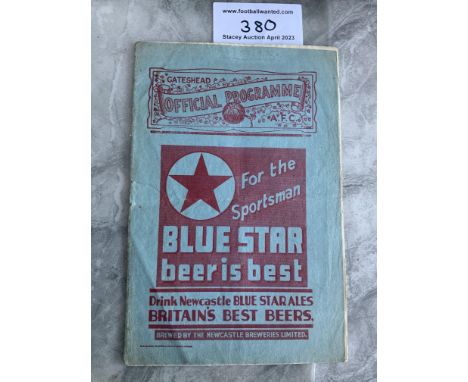 www.footballwanted.com
380
Stacey Auction April 2023
GATESHEAD
OFFICIAL PROGRAMME
A.F.C.
For the
Sportsman
BLUE STAR
beer is best
Drink Newcastle BLUE STAR ALES
BRITAIN'S BEST BEERS.
BREWED BY THE NEWCASTLE BREWERIES LIMITED.